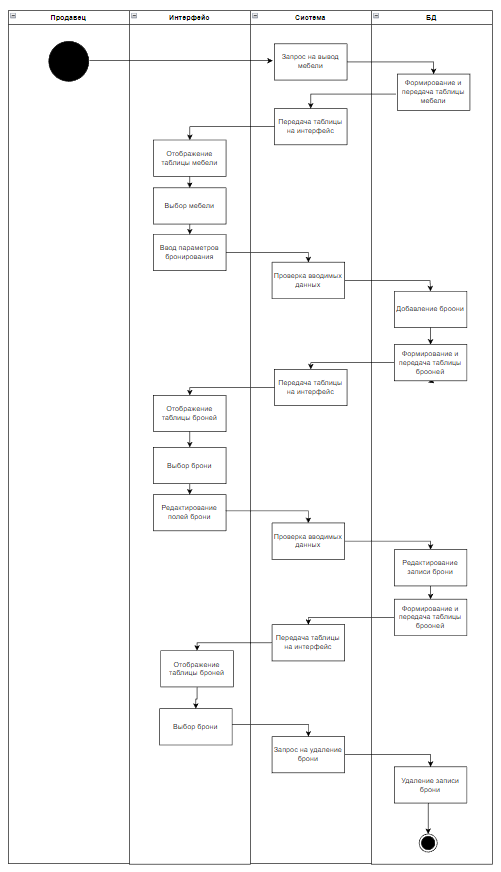 Продавец
Интерфейс
Система
БД
Запрос на вывод
мебели
Формирование и
передача таблицы
мебели
Передача таблицы
на интерфейс
Отображение
таблицы мебели
Выбор мебели
Ввод параметров
бронирования
Проверка вводимых
данных
Добавление броони
Формирование и
передача таблицы
брооней
Передача таблицы
на интерфейс
Отображение
таблицы броней
Выбор брони
Редактирование
полей брони
Проверка вводимых
данных
Редактирование
записи брони
Формирование и
передача таблицы
брооней
Передача таблицы
на интерфейс
Отображение
таблицы броней
Выбор брони
Запрос на удаление
брони
Удаление записи
брони